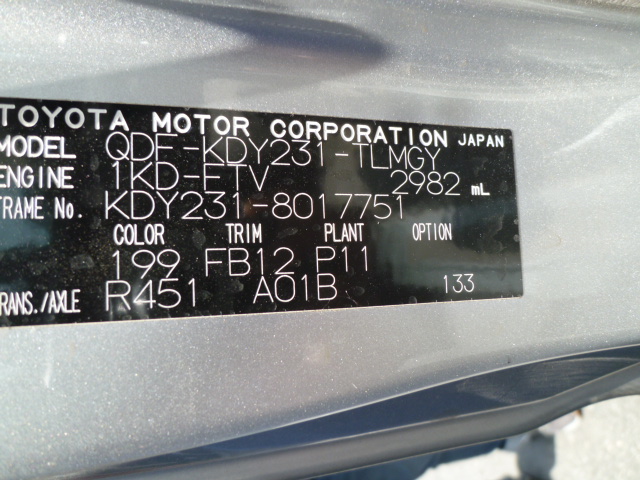 TOYOTA MOTOR CORPORATION JAPAN
MODEL QDF-KDY231-TLMGY
ENGINE 1KD-FTV 2982 mL
FRAME No. KDY231-8017751
COLOR TRIM PLANT OPTION
199 FB12 P11
TRANS./AXLE R451 A01B 133